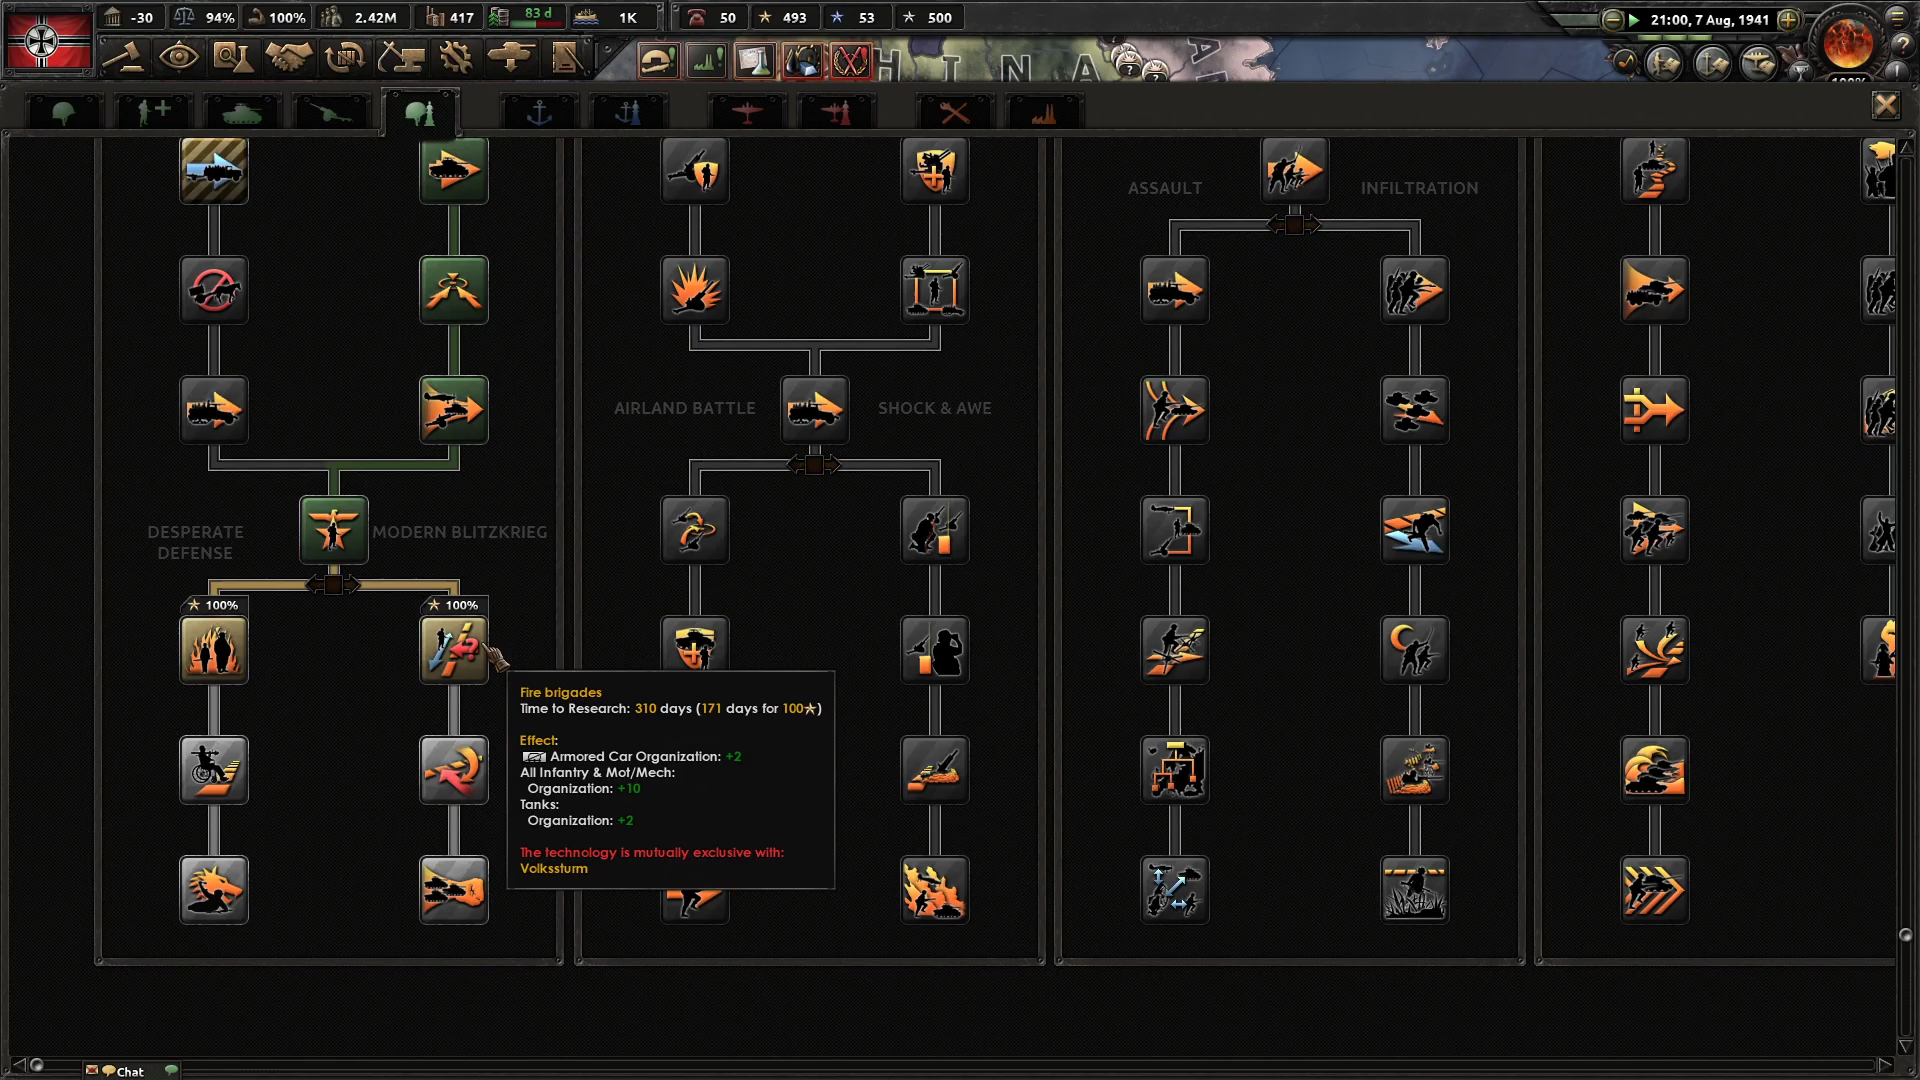 -30
94%
100%
2.42M
417
83 d
1K
50
493
53
500
21:00, 7 Aug, 1941
H I N A
ASSAULT
INFILTRATION
AIRLAND BATTLE
SHOCK & AWE
DESPERATE
DEFENSE
MODERN BLITZKRIEG
100%
100%
Fire brigades
Time to Research: 310 days (171 days for 100★)
Effect:
Armored Car Organization: +2
All Infantry & Mot/Mech:
Organization: +10
Tanks:
Organization: +2
The technology is mutually exclusive with:
Volkssturm
Chat